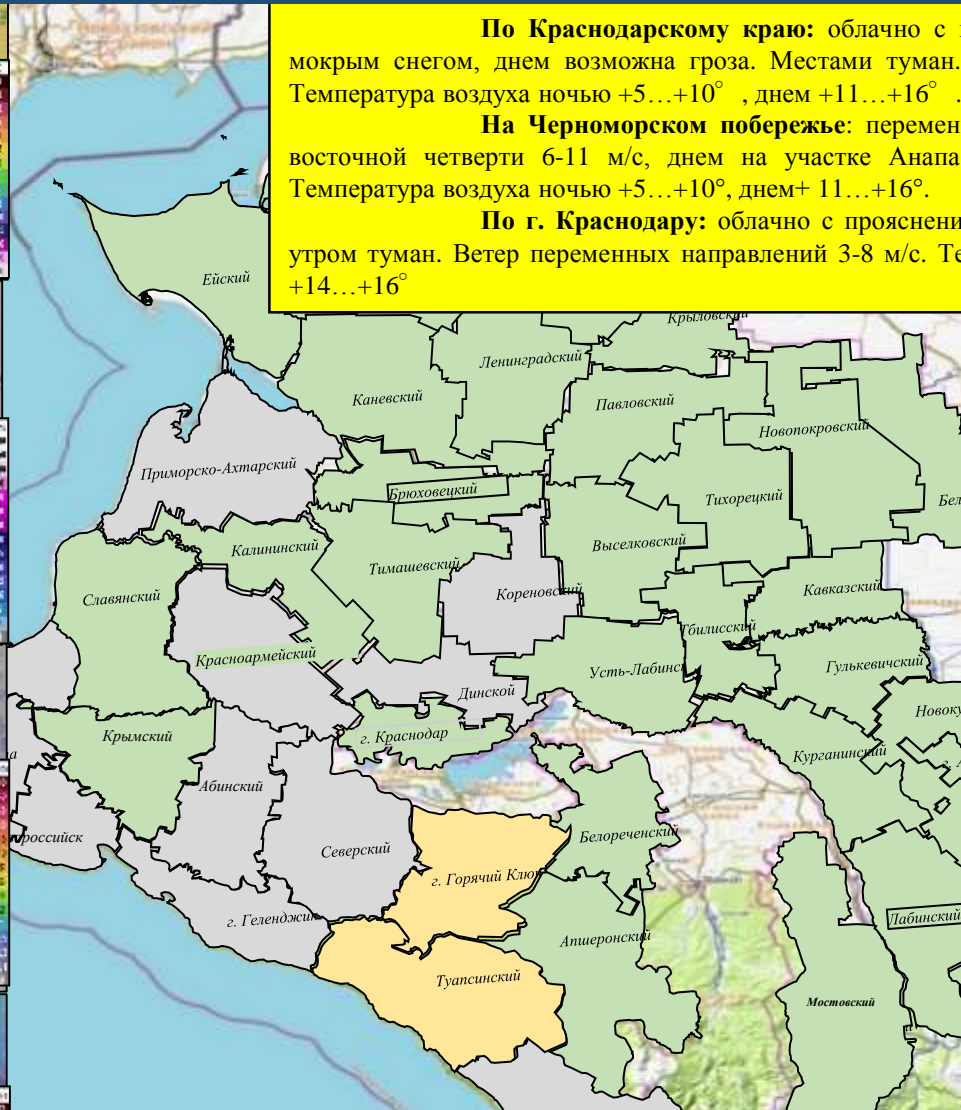 По Краснодарскому краю: облачно с
мокрым снегом, днем возможна гроза. Местами туман.
Температура воздуха ночью +5…+10° , днем +11…+16° .
На Черноморском побережье: перемен
восточной четверти 6-11 м/с, днем на участке Анапа
Температура воздуха ночью +5…+10°, днем+ 11…+16°.
По г. Краснодару: облачно с прояснени
утром туман. Ветер переменных направлений 3-8 м/с. Те
+14…+16°
Ейский
Крыловский
Ленинградский
Каневский
Павловский
Новопокровский
Приморско-Ахтарский
Брюховецкий
Тихорецкий
Бел
Калининский
Выселковский
Тимашевский
Славянский
Кореновский
Кавказский
Тбилисский
Красноармейский
Усть-Лабинс
Гулькевичский
Динской
Новоку
Крымский
г. Краснодар
Курганинский
а
г. А
Абинский
российск
Белореченский
Северский
г. Горячий Клю
г. Геленджик
Лабинский
Апшеронский
Туапсинский
Мостовский